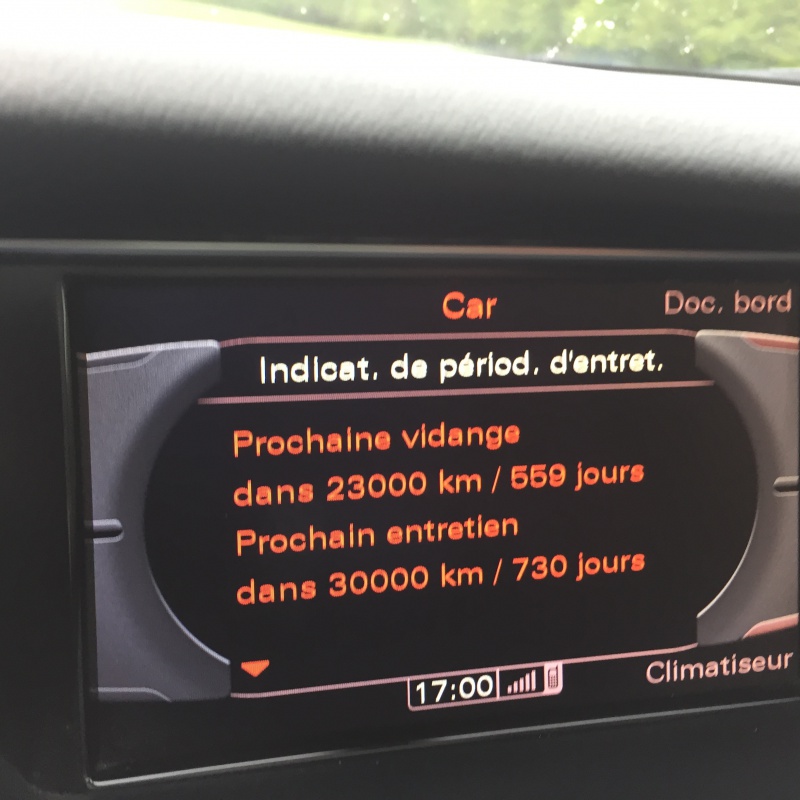 Car
Doc. bord
Indicat. de périod. d'entret.
Prochaine vidange
dans 23000 km / 559 jours
Prochain entretien
dans 30000 km / 730 jours
17:00
Climatiseur